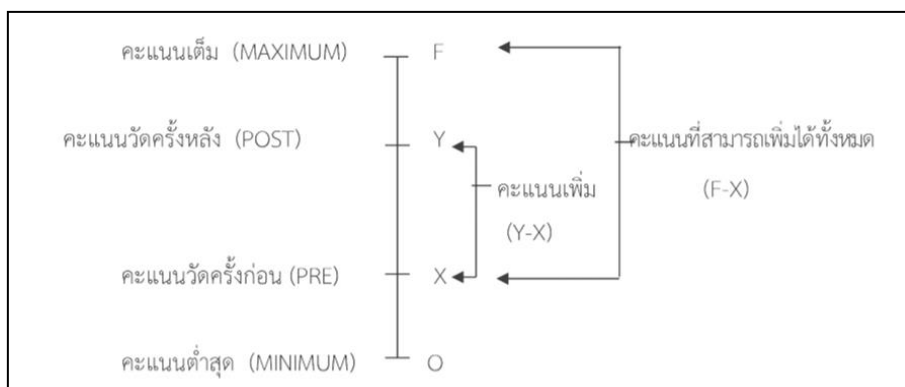 คะแนนเต็ม (MAXIMUM) F
คะแนนวัดครั้งหลัง (POST) Y
คะแนนที่สามารถเพิ่มได้ทั้งหมด
(F-X)
คะแนนเพิ่ม
(Y-X)
คะแนนวัดครั้งก่อน (PRE) X
คะแนนต่ำสุด (MINIMUM) O